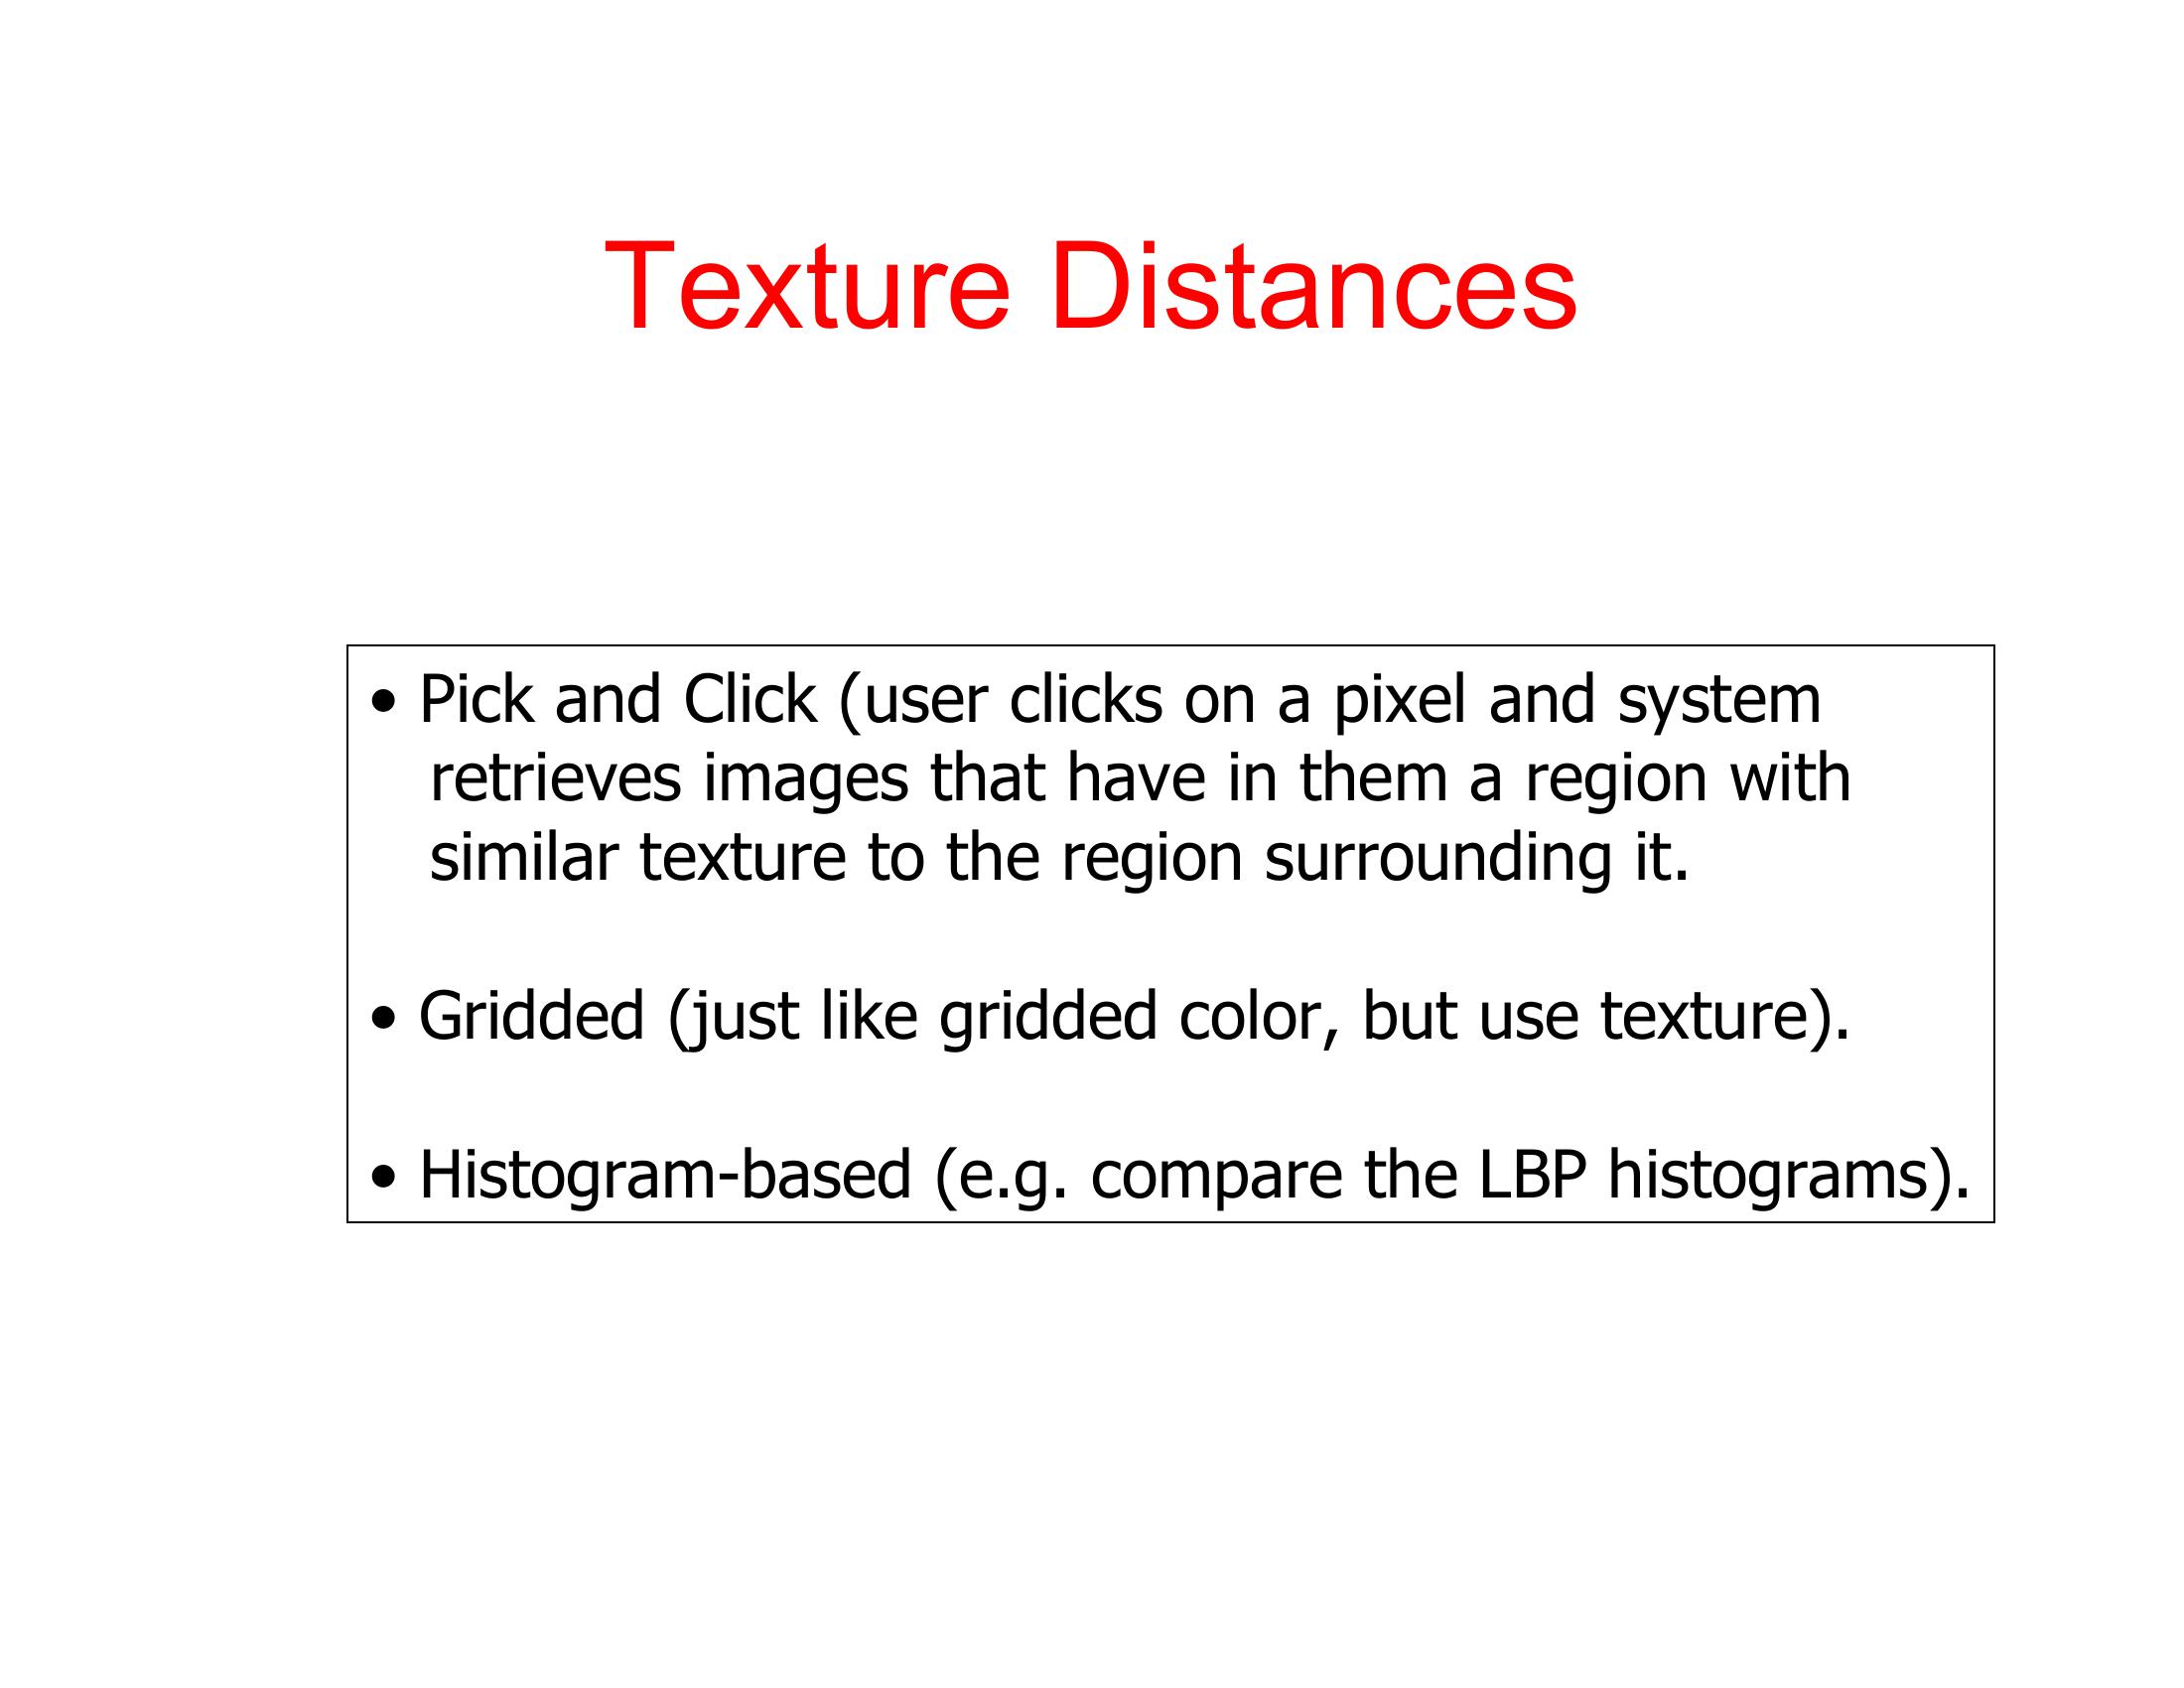 Texture Distances
• Pick and Click (user clicks on a pixel and system
retrieves images that have in them a region with
similar texture to the region surrounding it.
• Gridded (just like gridded color, but use texture).
• Histogram-based (e.g. compare the LBP histograms).